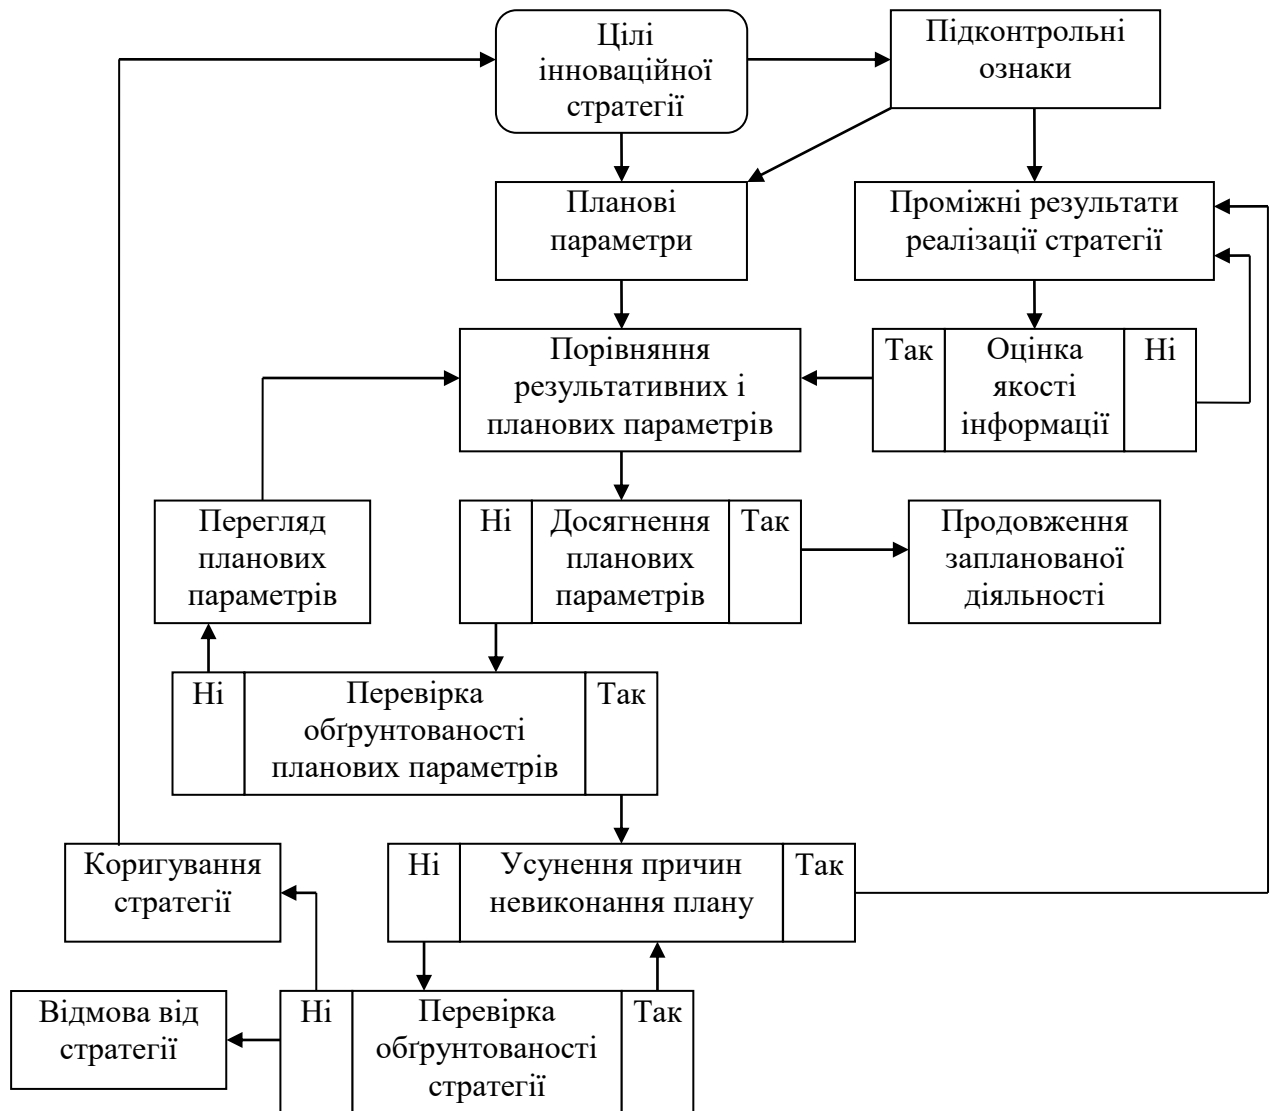 Цілі
інноваційної
стратегії
Підконтрольні
ознаки
Планові
параметри
Проміжні результати
реалізації стратегії
Порівняння
результативних і
планових параметрів
Так
Оцінка
якості
інформації
Ні
Перегляд
планових
параметрів
Ні
Досягнення
планових
параметрів
Так
Продовження
запланованої
діяльності
Ні
Перевірка
обґрунтованості
планових параметрів
Так
Коригування
стратегії
Ні
Усунення причин
невиконання плану
Так
Відмова від
стратегії
Ні
Перевірка
обґрунтованості
стратегії
Так